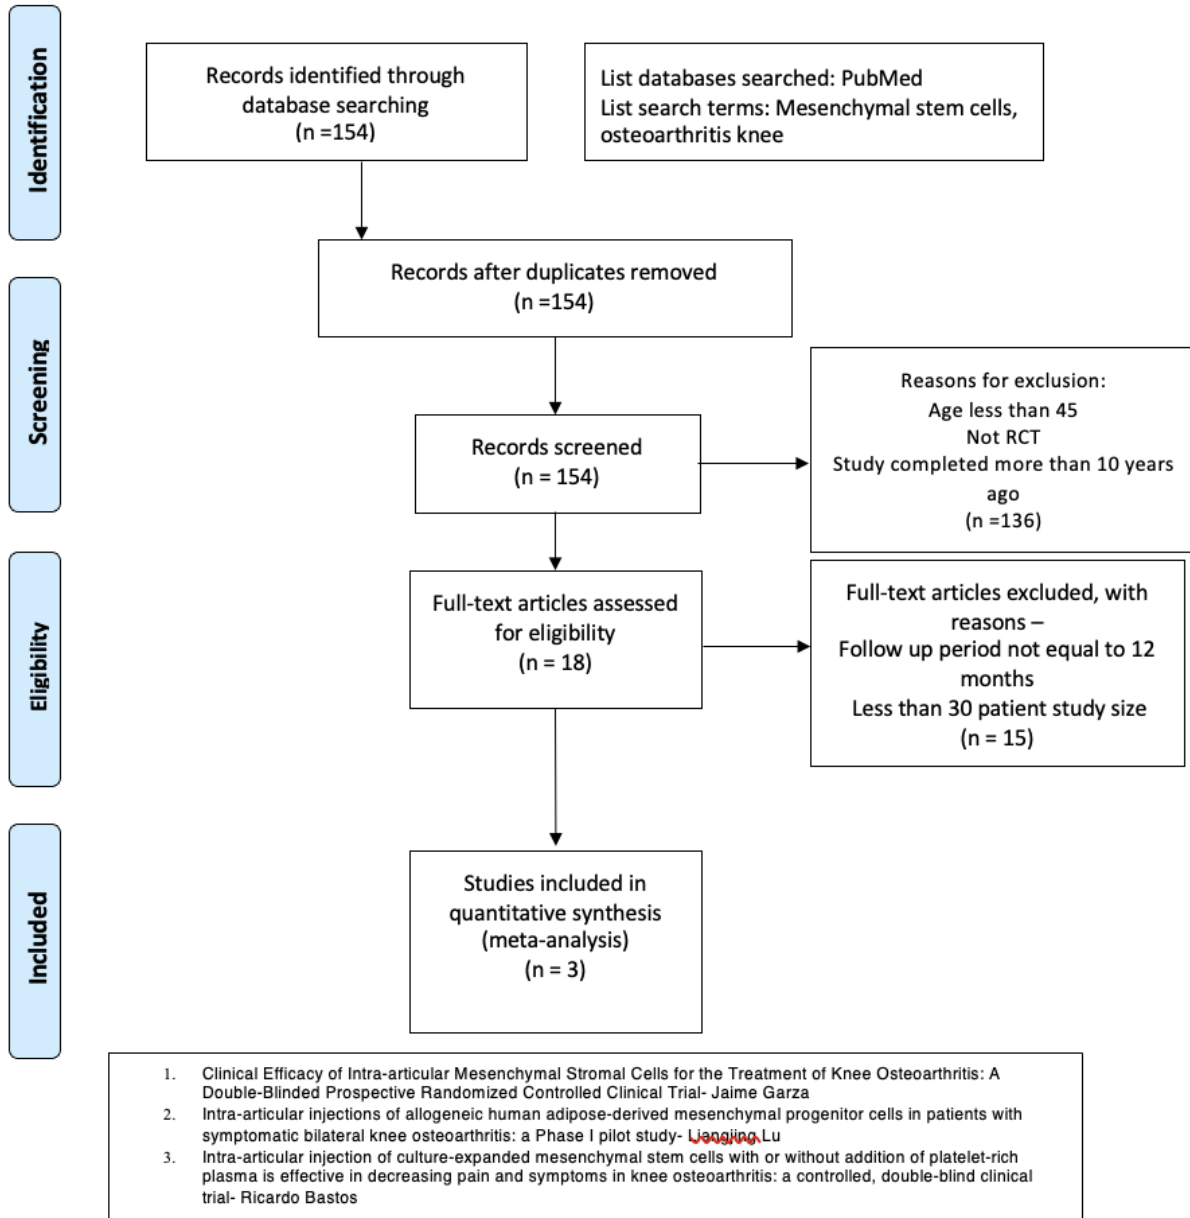 Identification
Records identified through
database searching
(n =154)
List databases searched: PubMed
List search terms: Mesenchymal stem cells,
osteoarthritis knee
Records after duplicates removed
(n =154)
Screening
Records screened
(n = 154)
Reasons for exclusion:
Age less than 45
Not RCT
Study completed more than 10 years
ago
(n =136)
Eligibility
Full-text articles assessed
for eligibility
(n = 18)
Full-text articles excluded, with
reasons –
Follow up period not equal to 12
months
Less than 30 patient study size
(n = 15)
Included
Studies included in
quantitative synthesis
(meta-analysis)
(n = 3)
1. Clinical Efficacy of Intra-articular Mesenchymal Stromal Cells for the Treatment of Knee Osteoarthritis: A
Double-Blinded Prospective Randomized Controlled Clinical Trial- Jaime Garza
2. Intra-articular injections of allogeneic human adipose-derived mesenchymal progenitor cells in patients with
symptomatic bilateral knee osteoarthritis: a Phase I pilot study- Liangjing Lu
3. Intra-articular injection of culture-expanded mesenchymal stem cells with or without addition of platelet-rich
plasma is effective in decreasing pain and symptoms in knee osteoarthritis: a controlled, double-blind clinical
trial- Ricardo Bastos